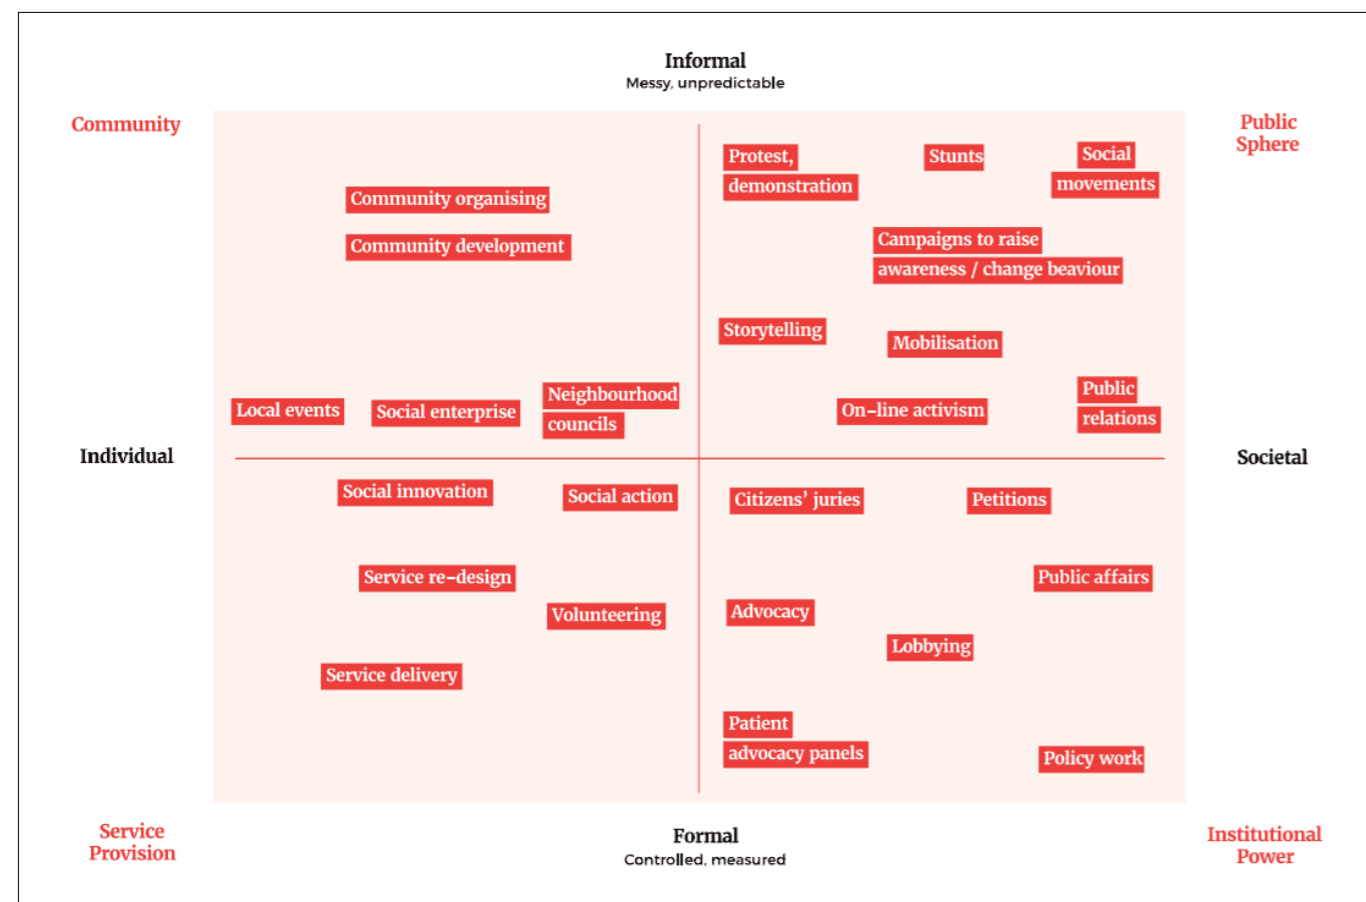 Informal
Messy, unpredictable
Community
Public
Sphere
Protest,
demonstration
Stunts
Social
movements
Community organising
Community development
Campaigns to raise
awareness / change beaviour
Storytelling
Mobilisation
Local events
Social enterprise
Neighbourhood
councils
On-line activism
Public
relations
Individual
Societal
Social innovation
Social action
Citizens’ juries
Petitions
Service re-design
Volunteering
Public affairs
Advocacy
Lobbying
Service delivery
Patient
advocacy panels
Policy work
Service
Provision
Formal
Controlled, measured
Institutional
Power